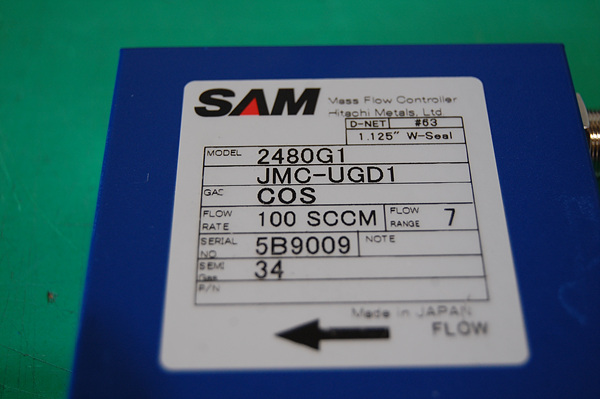 SAM Mass Flow Controller
Hitachi Metals, Ltd
D-NET #63
1.125" W-Seal
MODEL 2480G1
JMC-UGD1
GAS COS
FLOW RATE 100 SCCM FLOW RANGE 7
SERIAL NO 5B9009 NOTE
SEMI Gas 34
P/N
Made in JAPAN
FLOW